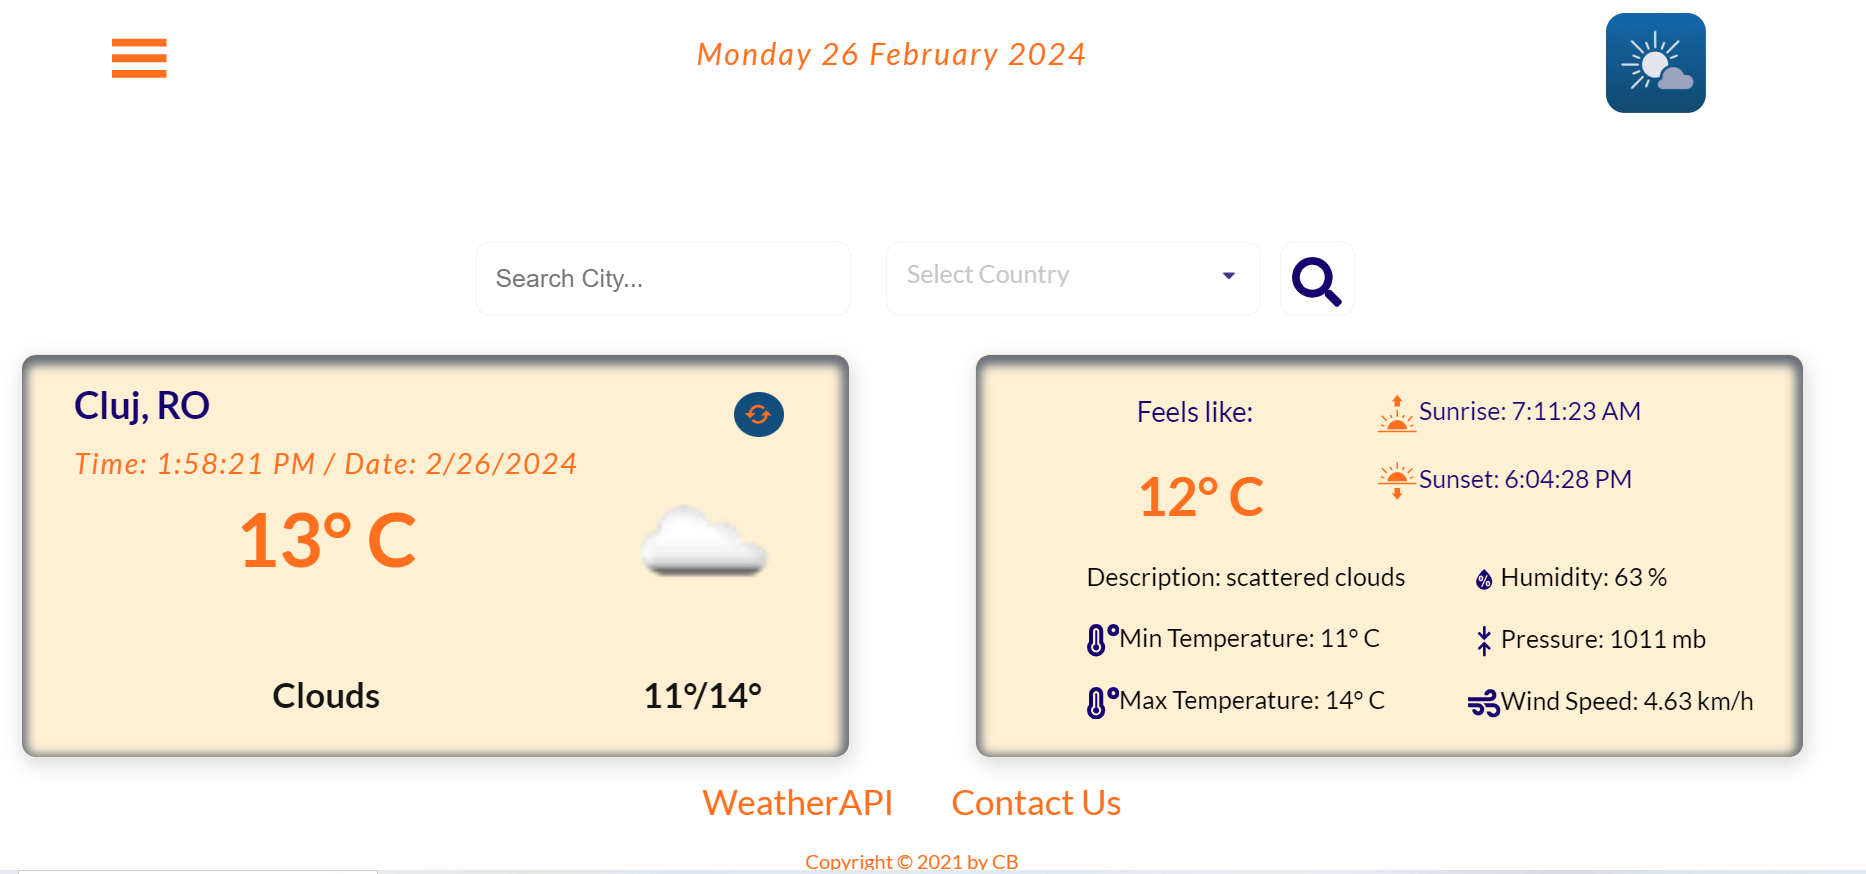 Monday 26 February 2024
Search City...
Select Country
Cluj, RO
Time: 1:58:21 PM / Date: 2/26/2024
13° C
Clouds
11°/14°
Feels like:
12° C
Sunrise: 7:11:23 AM
Sunset: 6:04:28 PM
Description: scattered clouds
Min Temperature: 11° C
Max Temperature: 14° C
% Humidity: 63 %
Pressure: 1011 mb
Wind Speed: 4.63 km/h
WeatherAPI
Contact Us
Copyright © 2021 by CB